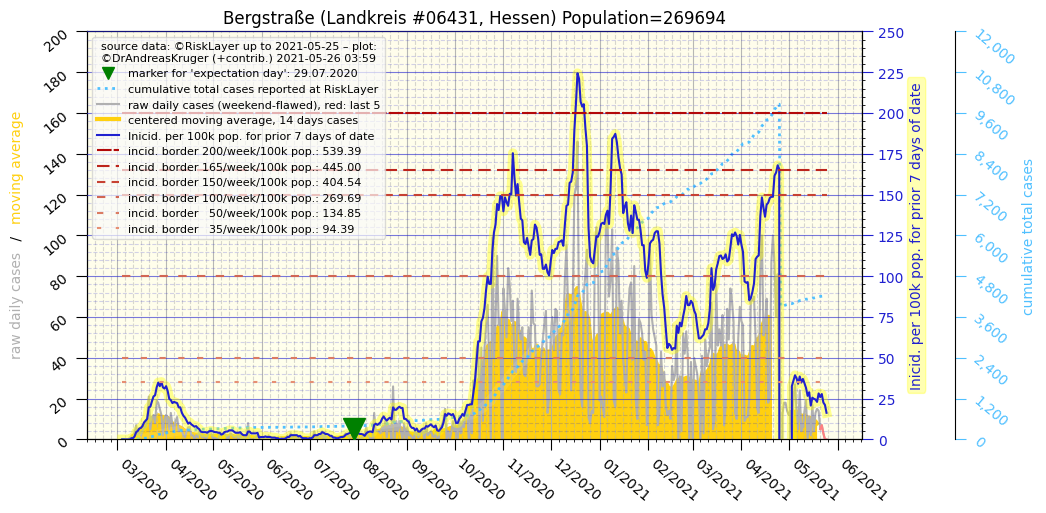 Bergstraße (Landkreis #06431, Hessen) Population=269694
source data: ©RiskLayer up to 2021-05-25 – plot:
©DrAndreasKruger (+contrib.) 2021-05-26 03:59
marker for 'expectation day': 29.07.2020
cumulative total cases reported at RiskLayer
raw daily cases (weekend-flawed), red: last 5
centered moving average, 14 days cases
Inicid. per 100k pop. for prior 7 days of date
incid. border 200/week/100k pop.: 539.39
incid. border 165/week/100k pop.: 445.00
incid. border 150/week/100k pop.: 404.54
incid. border 100/week/100k pop.: 269.69
incid. border   50/week/100k pop.: 134.85
incid. border   35/week/100k pop.: 94.39
raw daily cases / moving average
200
180
160
140
120
100
80
60
40
20
0
03/2020
04/2020
05/2020
06/2020
07/2020
08/2020
09/2020
10/2020
11/2020
12/2020
01/2021
02/2021
03/2021
04/2021
05/2021
06/2021
250
225
200
175
150
125
100
75
50
25
0
Inicid. per 100k pop. for prior 7 days of date
12,000
10,800
9,600
8,400
7,200
6,000
4,800
3,600
2,400
1,200
0
cumulative total cases